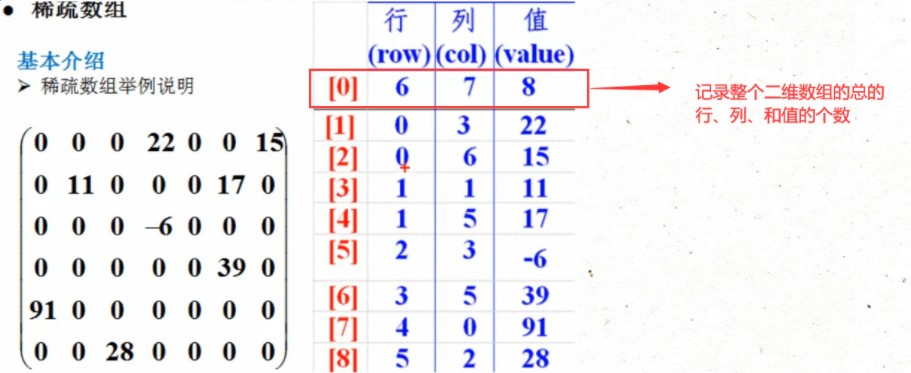 ● 稀疏数组
基本介绍
➢ 稀疏数组举例说明
0 0 0 22 0 0 15
0 11 0 0 0 17 0
0 0 0 –6 0 0 0
0 0 0 0 0 39 0
91 0 0 0 0 0 0
0 0 28 0 0 0 0
行 列 值
(row) (col) (value)
[0] 6 7 8
[1] 0 3 22
[2] 0 6 15
[3] 1 1 11
[4] 1 5 17
[5] 2 3 -6
[6] 3 5 39
[7] 4 0 91
[8] 5 2 28
记录整个二维数组的总的
行、列、和值的个数